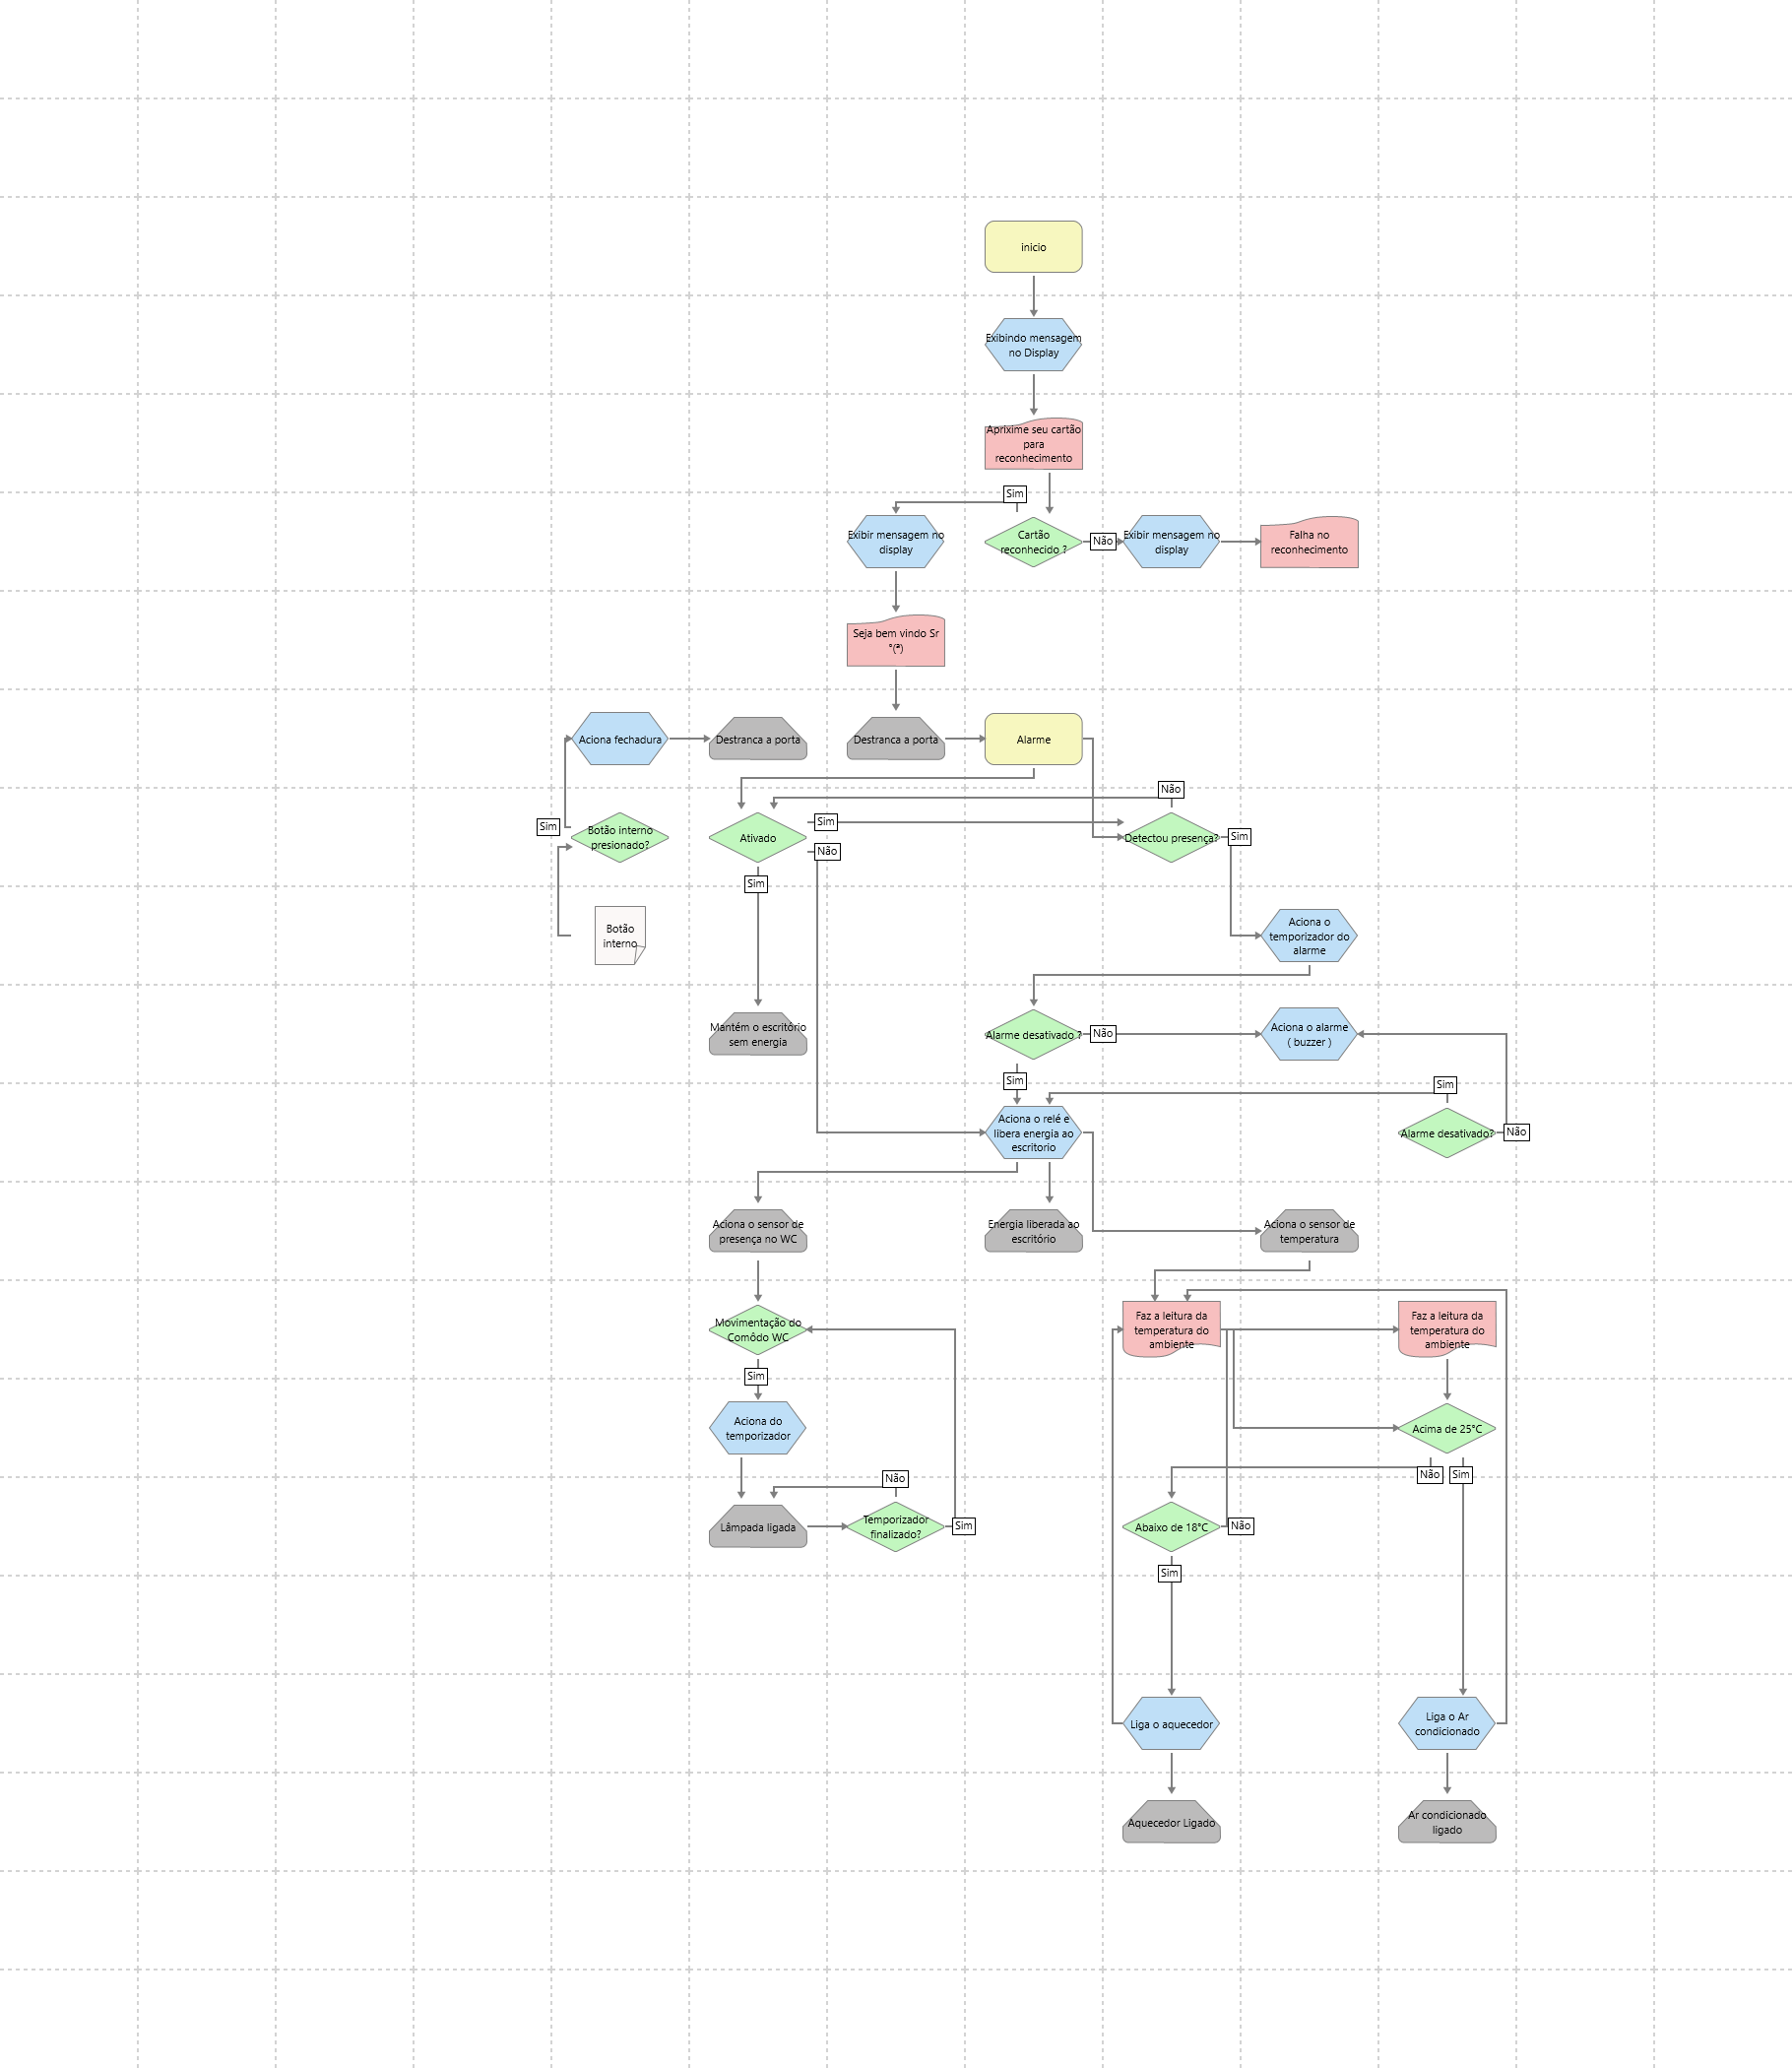 inicio
Exibindo mensagem
no Display
Aprixime seu cartão
para
reconhecimento
Sim
Exibir mensagem no
display
Cartão
reconhecido ?
Não
Exibir mensagem no
display
Falha no
reconhecimento
Seja bem vindo Sr
°(ª)
Aciona fechadura
Destranca a porta
Destranca a porta
Alarme
Não
Sim
Botão interno
presionado?
Ativado
Sim
Não
Detectou presença?
Sim
Sim
Botão
interno
Aciona o
temporizador do
alarme
Mantém o escritório
sem energia
Alarme desativado ?
Não
Aciona o alarme
( buzzer )
Sim
Sim
Aciona o relé e
libera energia ao
escritorio
Alarme desativado?
Não
Aciona o sensor de
presença no WC
Energia liberada ao
escritório
Aciona o sensor de
temperatura
Movimentação do
Comôdo WC
Faz a leitura da
temperatura do
ambiente
Faz a leitura da
temperatura do
ambiente
Sim
Aciona do
temporizador
Acima de 25°C
Não
Não
Sim
Lâmpada ligada
Temporizador
finalizado?
Sim
Abaixo de 18°C
Não
Sim
Liga o aquecedor
Liga o Ar
condicionado
Aquecedor Ligado
Ar condicionado
ligado